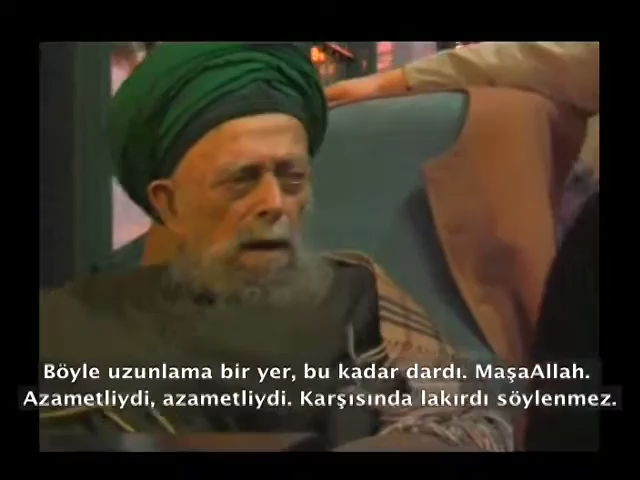 Böyle uzunlama bir yer, bu kadar dardı. MaşaAllah.
Azametliydi, azametliydi. Karşısında lakırdı söylenmez.